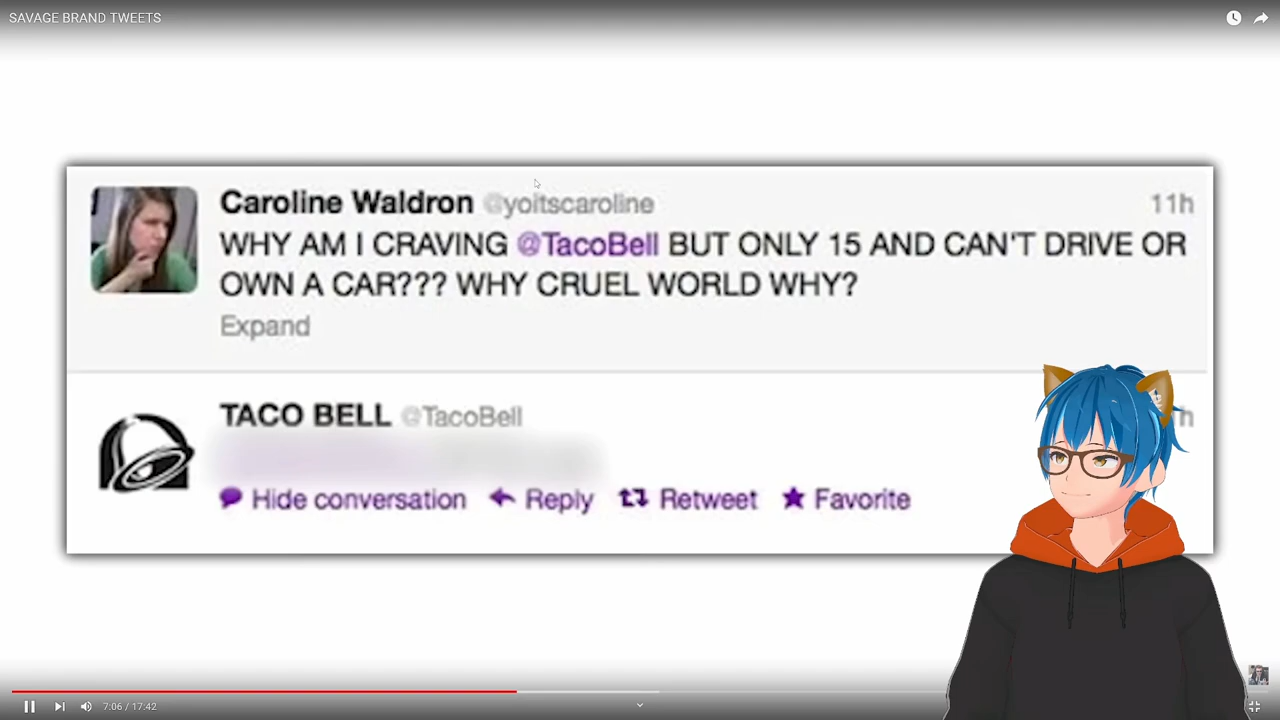 SAVAGE BRAND TWEETS
Caroline Waldron @yoitscaroline 11h
WHY AM I CRAVING @TacoBell BUT ONLY 15 AND CAN'T DRIVE OR
OWN A CAR??? WHY CRUEL WORLD WHY?
Expand
TACO BELL @TacoBell
Hide conversation Reply Retweet Favorite
7:06 / 17:42